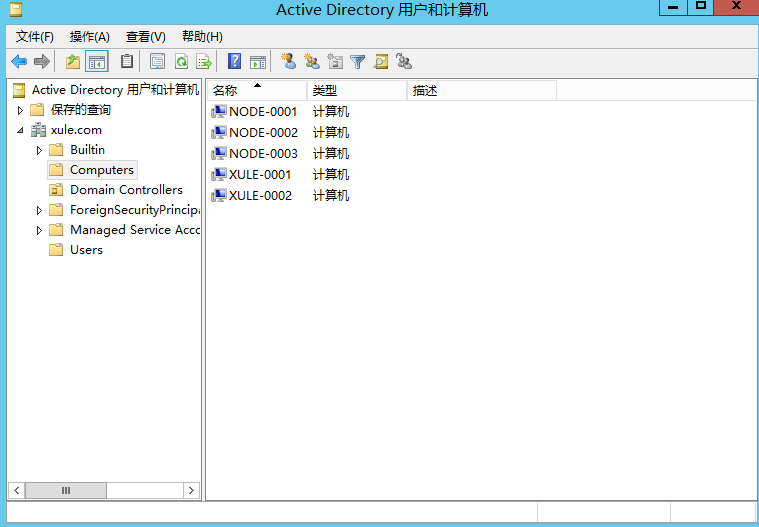 Active Directory 用户和计算机
文件(F) 操作(A) 查看(V) 帮助(H)
Active Directory 用户和计算机
保存的查询
xule.com
Builtin
Computers
Domain Controllers
ForeignSecurityPrincipa
Managed Service Acco
Users
名称 类型 描述
NODE-0001 计算机
NODE-0002 计算机
NODE-0003 计算机
XULE-0001 计算机
XULE-0002 计算机